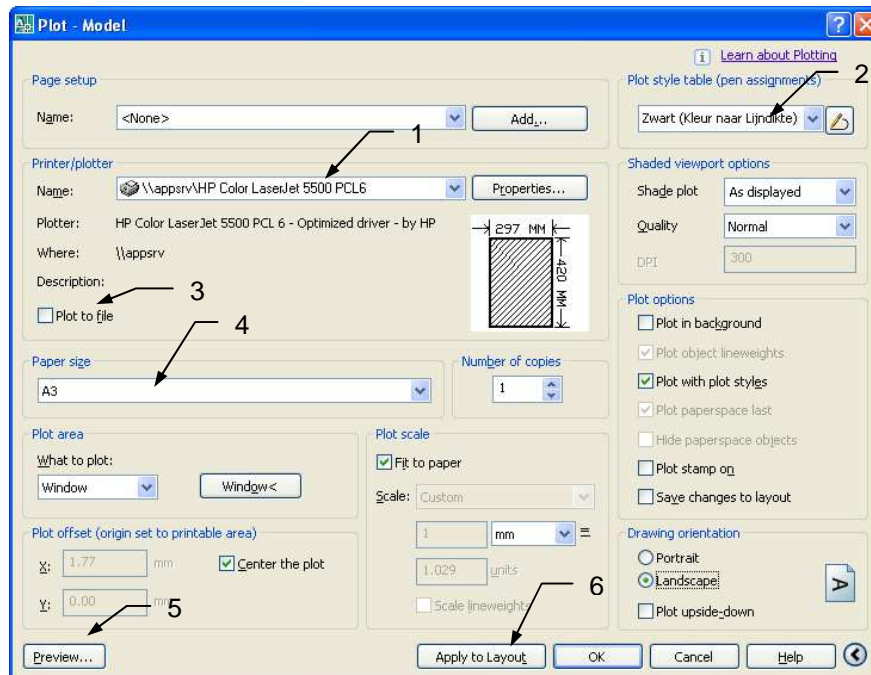 Plot - Model
Learn about Plotting
Page setup
Name: <None> Add...
1
Plot style table (pen assignments)
2
Zwart (Kleur naar Lijndikte)
Printer/plotter
Name: \\appsrv\HP Color LaserJet 5500 PCL6 Properties...
Plotter: HP Color LaserJet 5500 PCL 6 - Optimized driver - by HP
Where: \\appsrv
Description:
3
Plot to file
297 MM
420 MM
Shaded viewport options
Shade plot As displayed
Quality Normal
DPI 300
4
Paper size
A3
Number of copies
1
Plot options
Plot in background
Plot object lineweights
Plot with plot styles
Plot paperspace last
Hide paperspace objects
Plot stamp on
Save changes to layout
Plot area
What to plot:
Window Window<
Plot scale
Fit to paper
Scale: Custom
1 mm =
1.029 units
Scale lineweights
Plot offset (origin set to printable area)
X: 1.77 mm Center the plot
Y: 0.00 mm
5
6
Drawing orientation
Portrait
Landscape
Plot upside-down
A
Preview... Apply to Layout OK Cancel Help